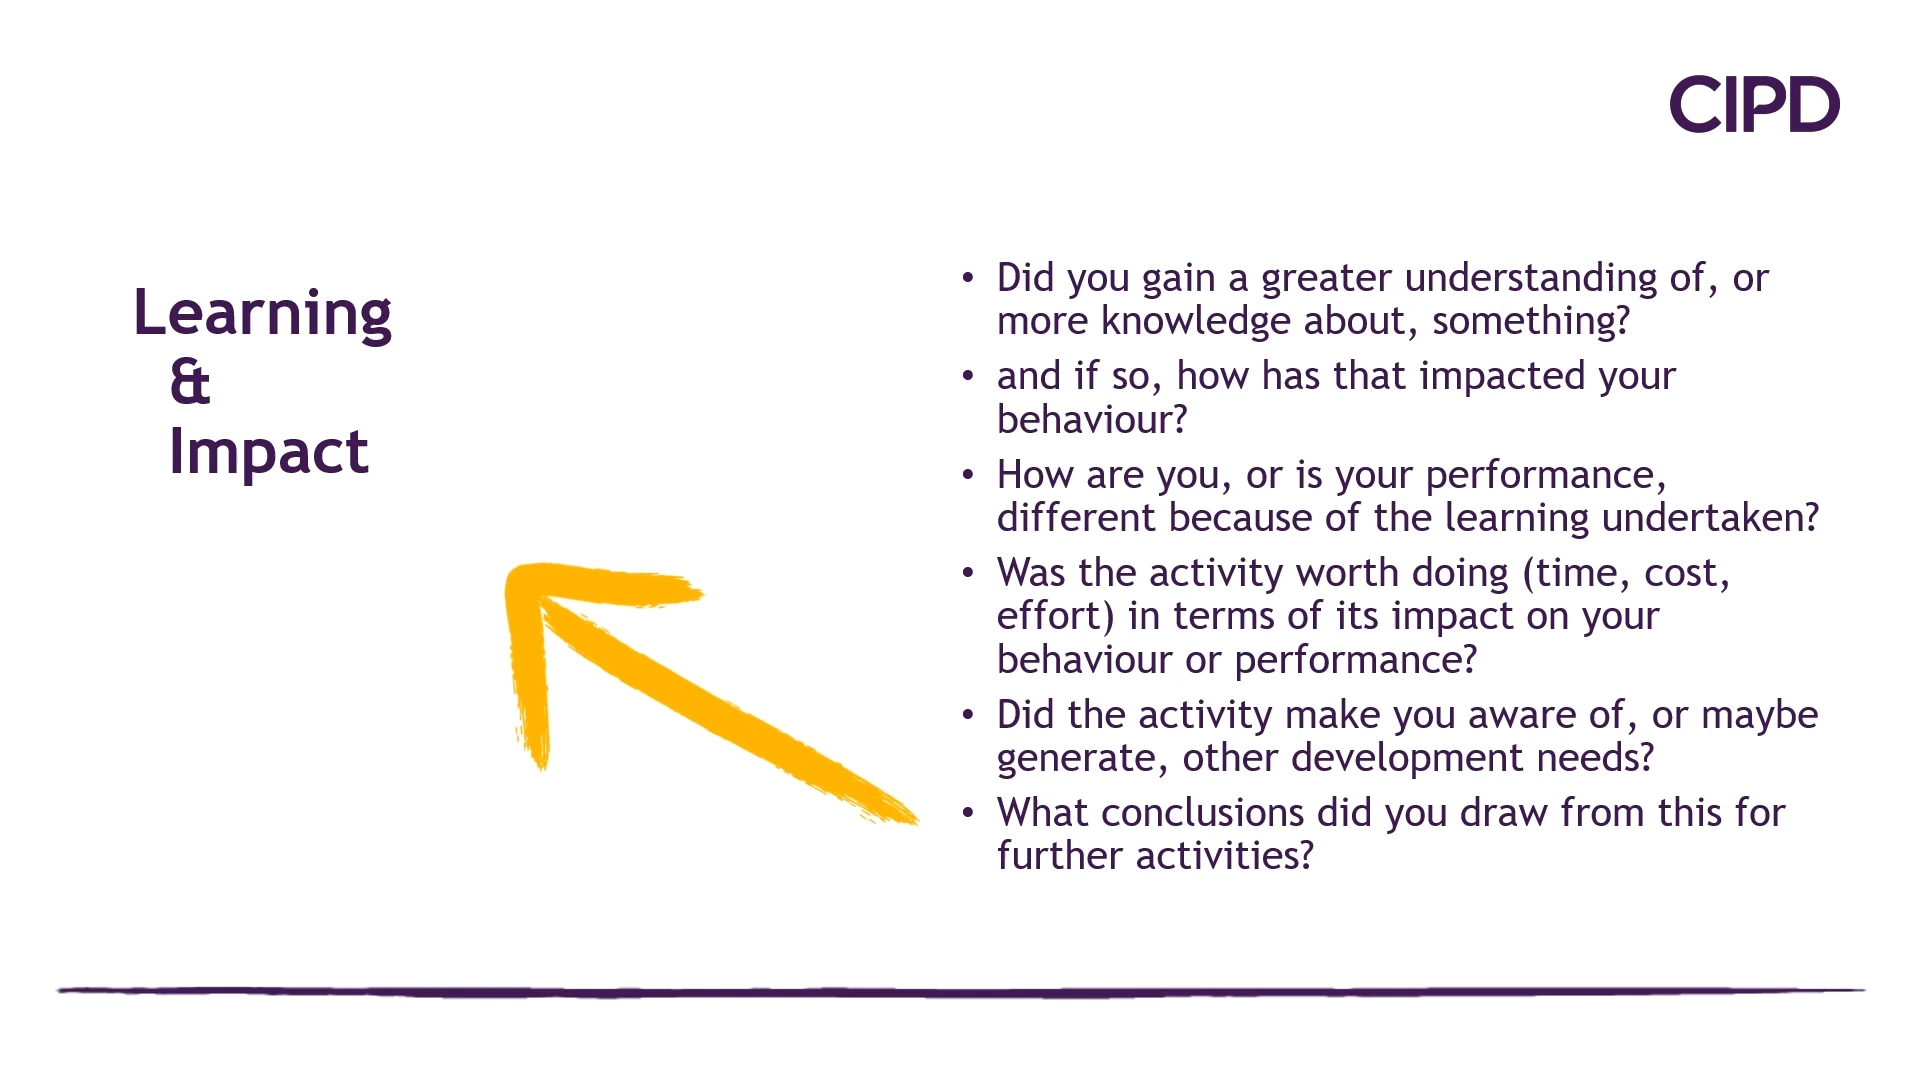 CIPD
Learning
&
Impact
• Did you gain a greater understanding of, or
more knowledge about, something?
• and if so, how has that impacted your
behaviour?
• How are you, or is your performance,
different because of the learning undertaken?
• Was the activity worth doing (time, cost,
effort) in terms of its impact on your
behaviour or performance?
• Did the activity make you aware of, or maybe
generate, other development needs?
• What conclusions did you draw from this for
further activities?